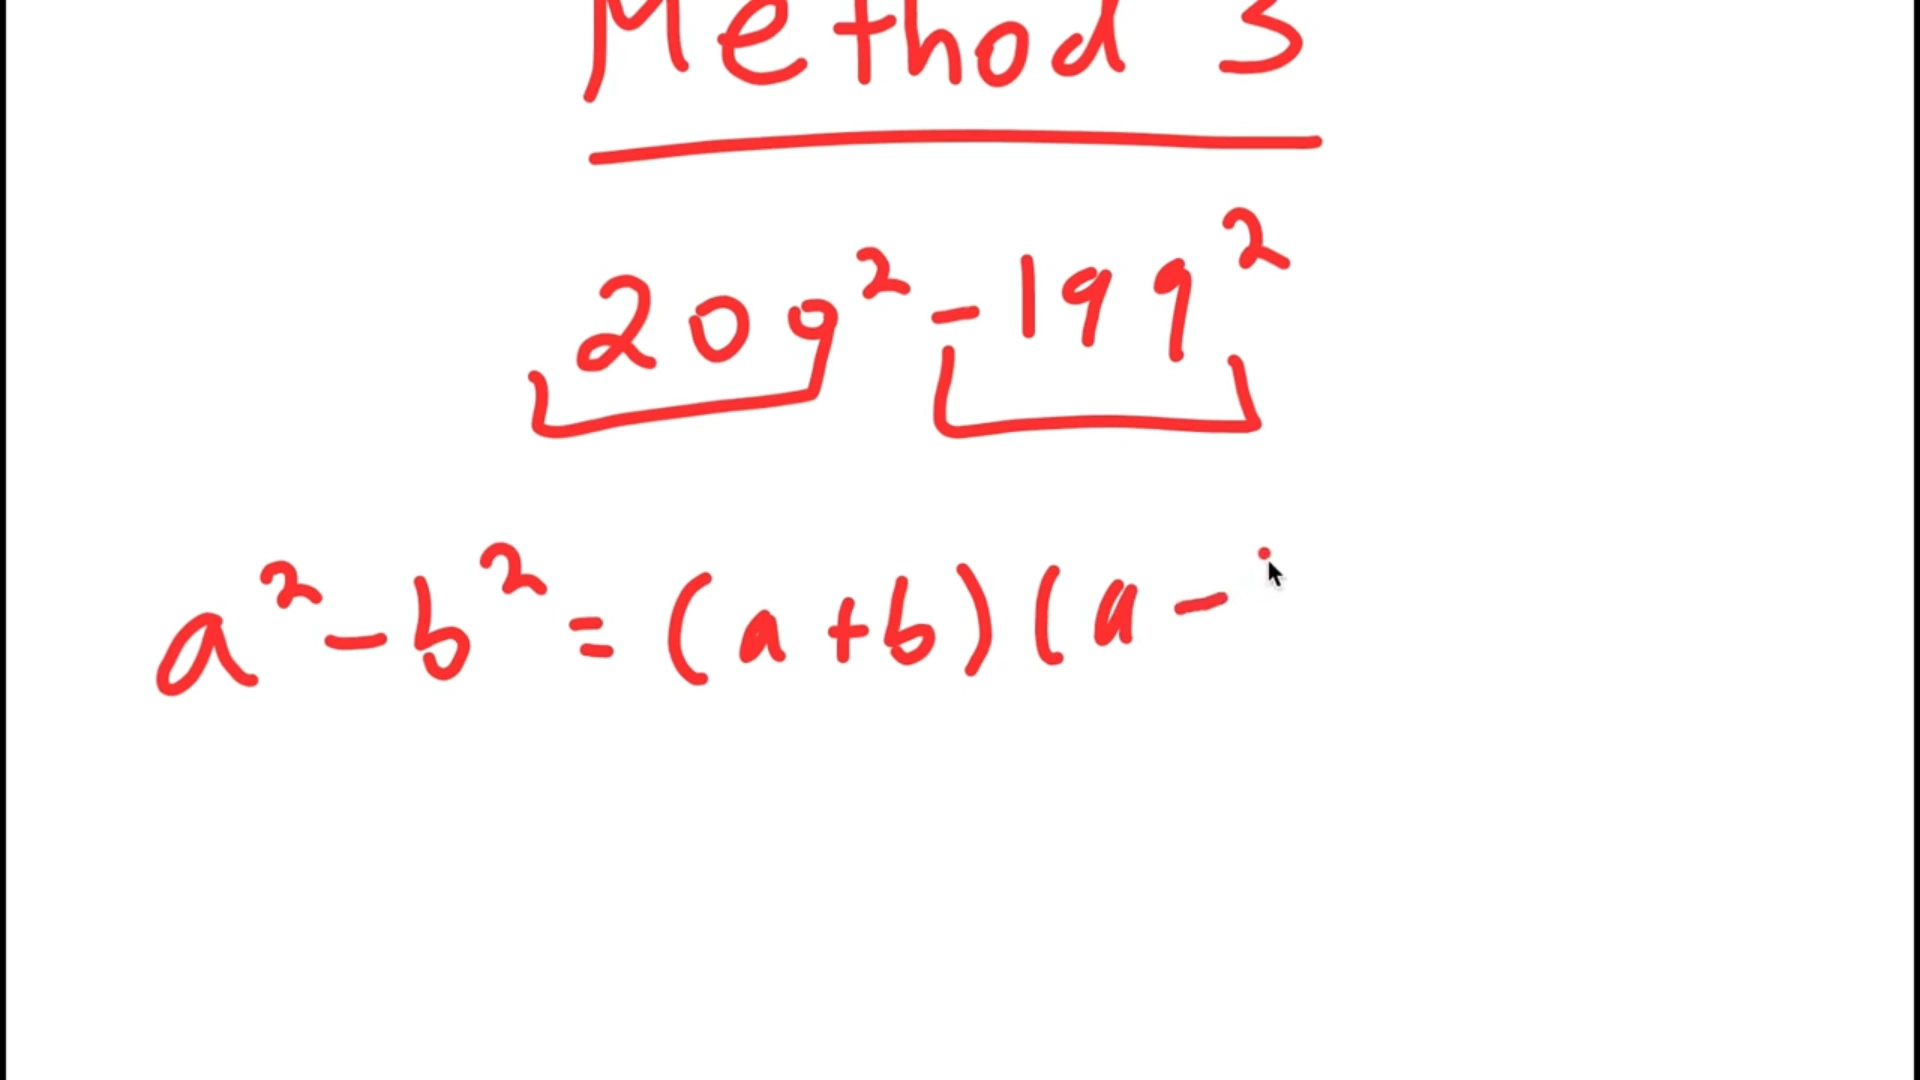 Method 3
209² - 199²
a² - b² = (a + b) (a -